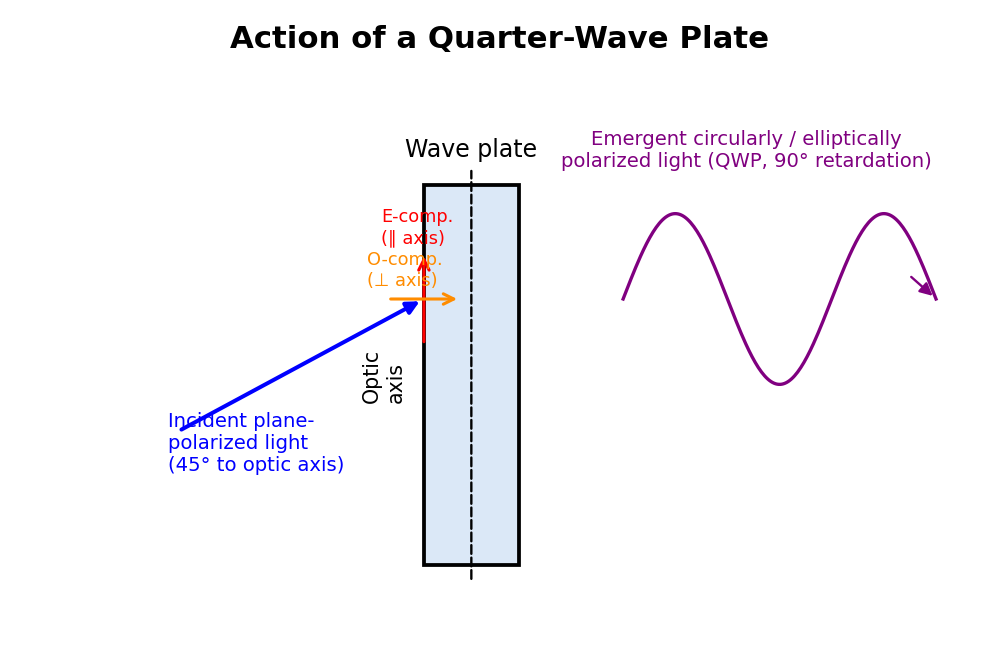 Action of a Quarter-Wave Plate
Wave plate
Emergent circularly / elliptically
polarized light (QWP, 90° retardation)
E-comp.
(∥ axis)
O-comp.
(⊥ axis)
Optic
axis
Incident plane-
polarized light
(45° to optic axis)